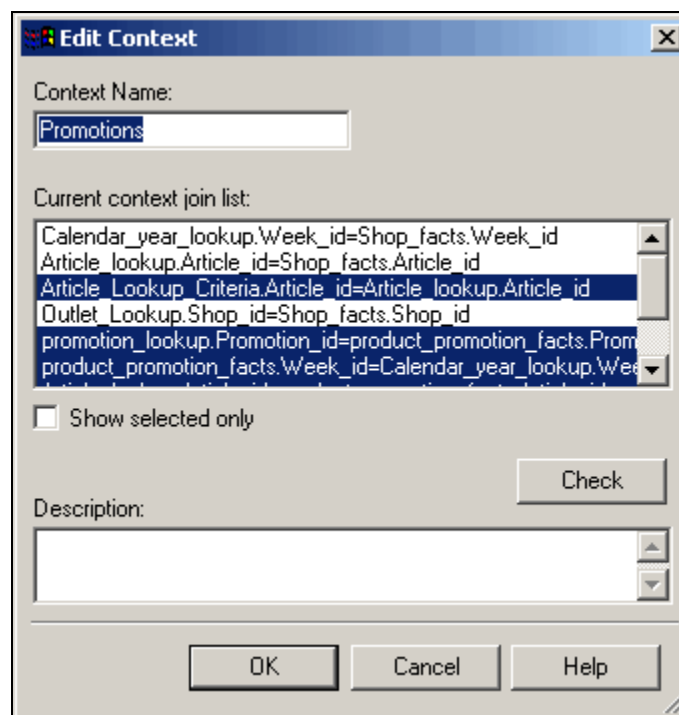 Edit Context
Context Name:
Promotions
Current context join list:
Calendar_year_lookup.Week_id=Shop_facts.Week_id
Article_lookup.Article_id=Shop_facts.Article_id
Article_Lookup_Criteria.Article_id=Article_lookup.Article_id
Outlet_Lookup.Shop_id=Shop_facts.Shop_id
promotion_lookup.Promotion_id=product_promotion_facts.Prom
product_promotion_facts.Week_id=Calendar_year_lookup.Wee
Show selected only
Check
Description:
OK
Cancel
Help